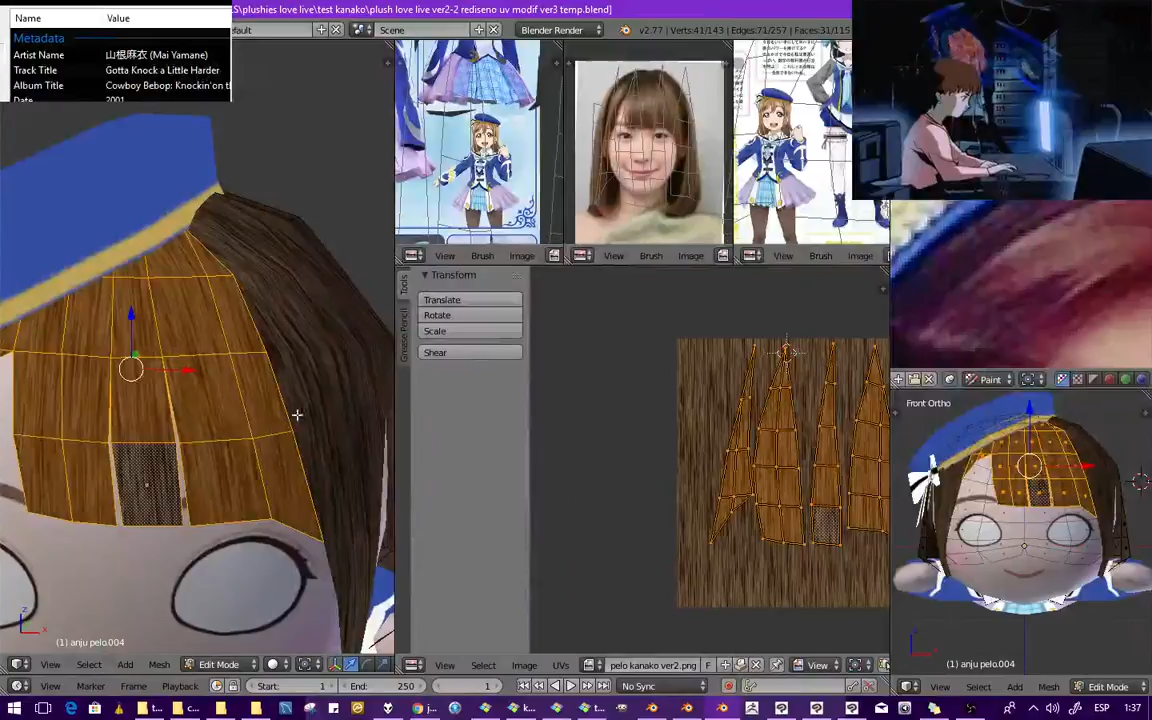 S\plushies love live\test kanako\plush love live ver2-2 rediseno uv modif ver3 temp.blend]
Name Value
Metadata
Artist Name 山根麻衣 (Mai Yamane)
Track Title Gotta Knock a Little Harder
Album Title Cowboy Bebop: Knockin'on t
Date 2001
efault
Scene
Blender Render
v2.77 | Verts:41/143 | Edges:71/257 | Faces:31/115
View Brush Image
View Brush Image
View Brush Image
Tools
Grease Pencil
Transform
Translate
Rotate
Scale
Shear
Paint
Front Ortho
(1) anju pelo.004
(1) anju pelo.004
View Select Add Mesh Edit Mode
View Select Image UVs pelo kanako ver2.png F View
View Marker Frame Playback Start: 1 End: 250 1 No Sync
View Select Add Mesh Edit Mode
ESP 1:37